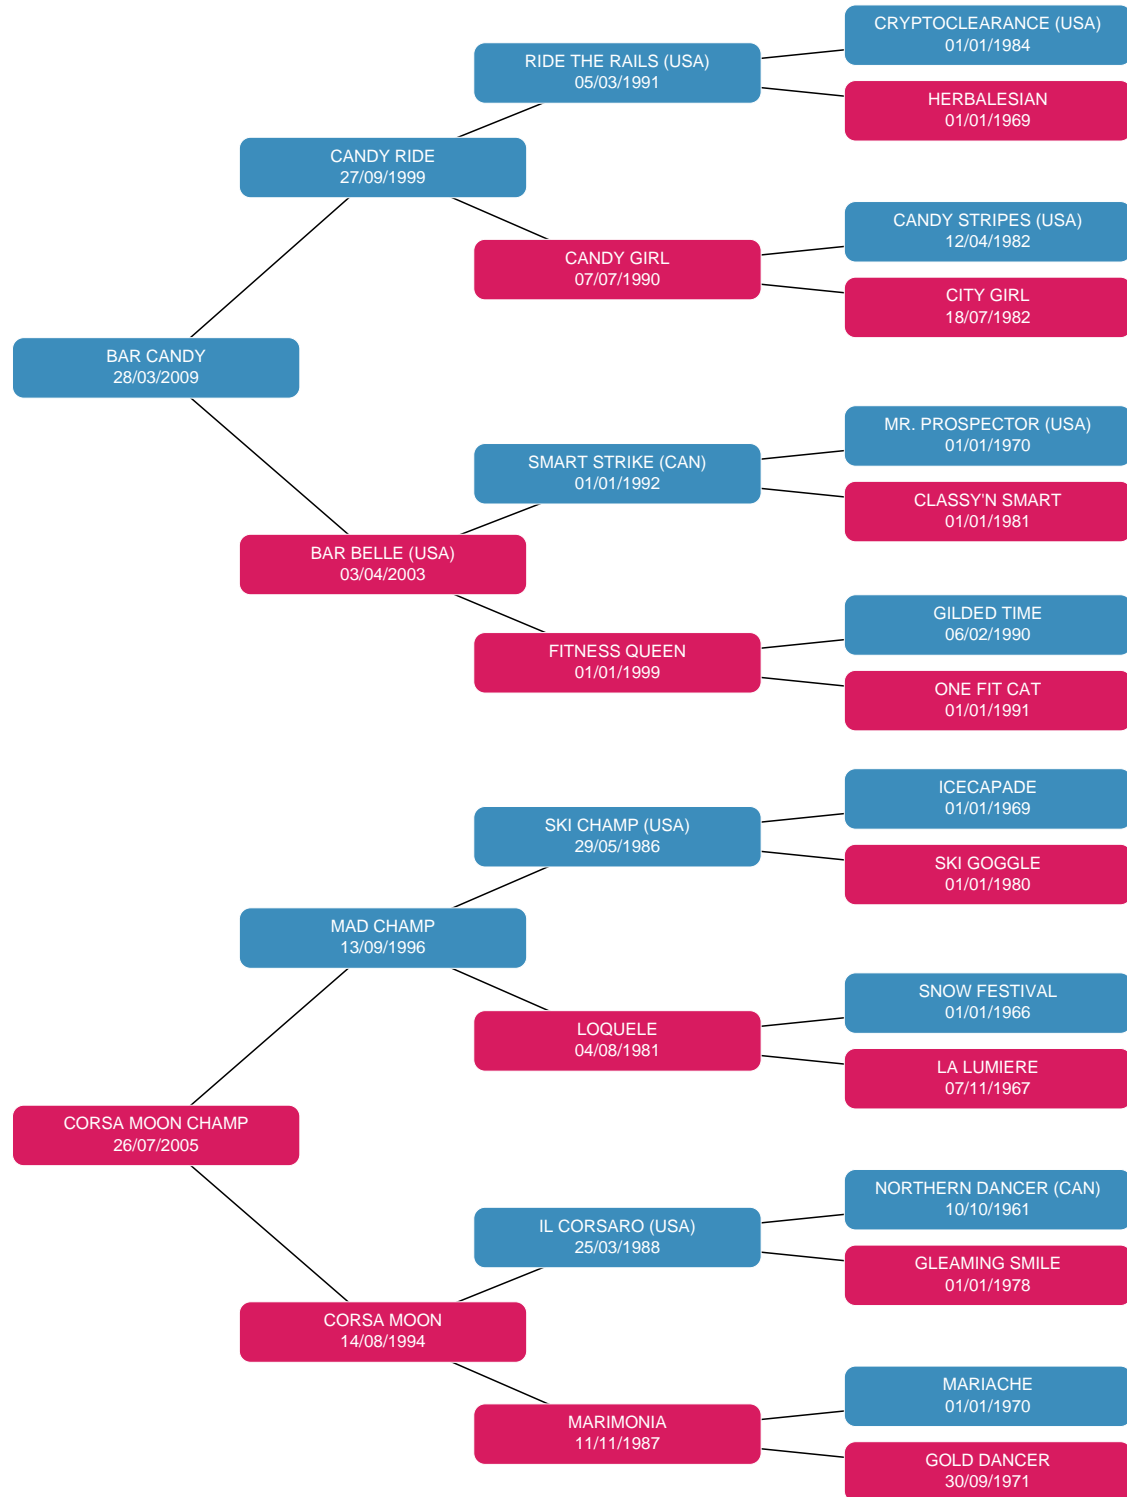 CRYPTOCLEARANCE (USA)
01/01/1984
RIDE THE RAILS (USA)
05/03/1991
HERBALESIAN
01/01/1969
CANDY RIDE
27/09/1999
CANDY STRIPES (USA)
12/04/1982
CANDY GIRL
07/07/1990
CITY GIRL
18/07/1982
BAR CANDY
28/03/2009
MR. PROSPECTOR (USA)
01/01/1970
SMART STRIKE (CAN)
01/01/1992
CLASSY'N SMART
01/01/1981
BAR BELLE (USA)
03/04/2003
GILDED TIME
06/02/1990
FITNESS QUEEN
01/01/1999
ONE FIT CAT
01/01/1991
ICECAPADE
01/01/1969
SKI CHAMP (USA)
29/05/1986
SKI GOGGLE
01/01/1980
MAD CHAMP
13/09/1996
SNOW FESTIVAL
01/01/1966
LOQUELE
04/08/1981
LA LUMIERE
07/11/1967
CORSA MOON CHAMP
26/07/2005
NORTHERN DANCER (CAN)
10/10/1961
IL CORSARO (USA)
25/03/1988
GLEAMING SMILE
01/01/1978
CORSA MOON
14/08/1994
MARIACHE
01/01/1970
MARIMONIA
11/11/1987
GOLD DANCER
30/09/1971